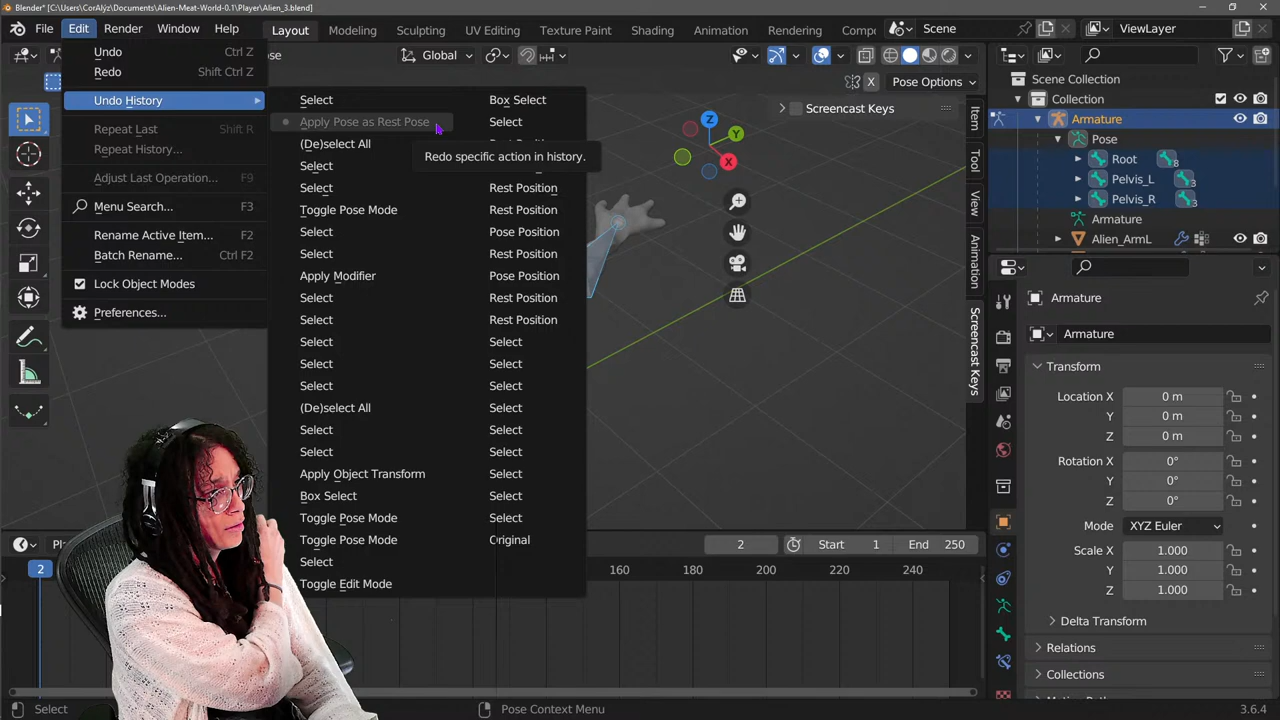 Blender* [C:\Users\CorAlyz\Documents\Alien-Meat-World-0.1\Player\Alien_3.blend]
File Edit Render Window Help Layout Modeling Sculpting UV Editing Texture Paint Shading Animation Rendering Scene ViewLayer
Global
Pose Options
Undo Ctrl Z
Redo Shift Ctrl Z
Undo History
Repeat Last Shift R
Repeat History...
Adjust Last Operation... F9
Menu Search... F3
Rename Active Item... F2
Batch Rename... Ctrl F2
Lock Object Modes
Preferences...
Select
Apply Pose as Rest Pose
(De)select All
Select
Select
Toggle Pose Mode
Select
Select
Apply Modifier
Select
Select
Select
Select
Select
(De)select All
Select
Select
Apply Object Transform
Box Select
Toggle Pose Mode
Toggle Pose Mode
Select
Toggle Edit Mode
Box Select
Select
Rest Position
Rest Position
Pose Position
Rest Position
Pose Position
Rest Position
Rest Position
Select
Select
Select
Select
Select
Select
Select
Select
Select
Original
Redo specific action in history.
Screencast Keys
Z
Y
X
Item
Tool
View
Animation
Screencast Keys
Scene Collection
Collection
Armature
Pose
Root 8
Pelvis_L 3
Pelvis_R 3
Armature
Alien_ArmL
Armature
Armature
Transform
Location X 0 m
Y 0 m
Z 0 m
Rotation X 0°
Y 0°
Z 0°
Mode XYZ Euler
Scale X 1.000
Y 1.000
Z 1.000
Delta Transform
Relations
Collections
2 Start 1 End 250
2 160 180 200 220 240
Select Pose Context Menu 3.6.4